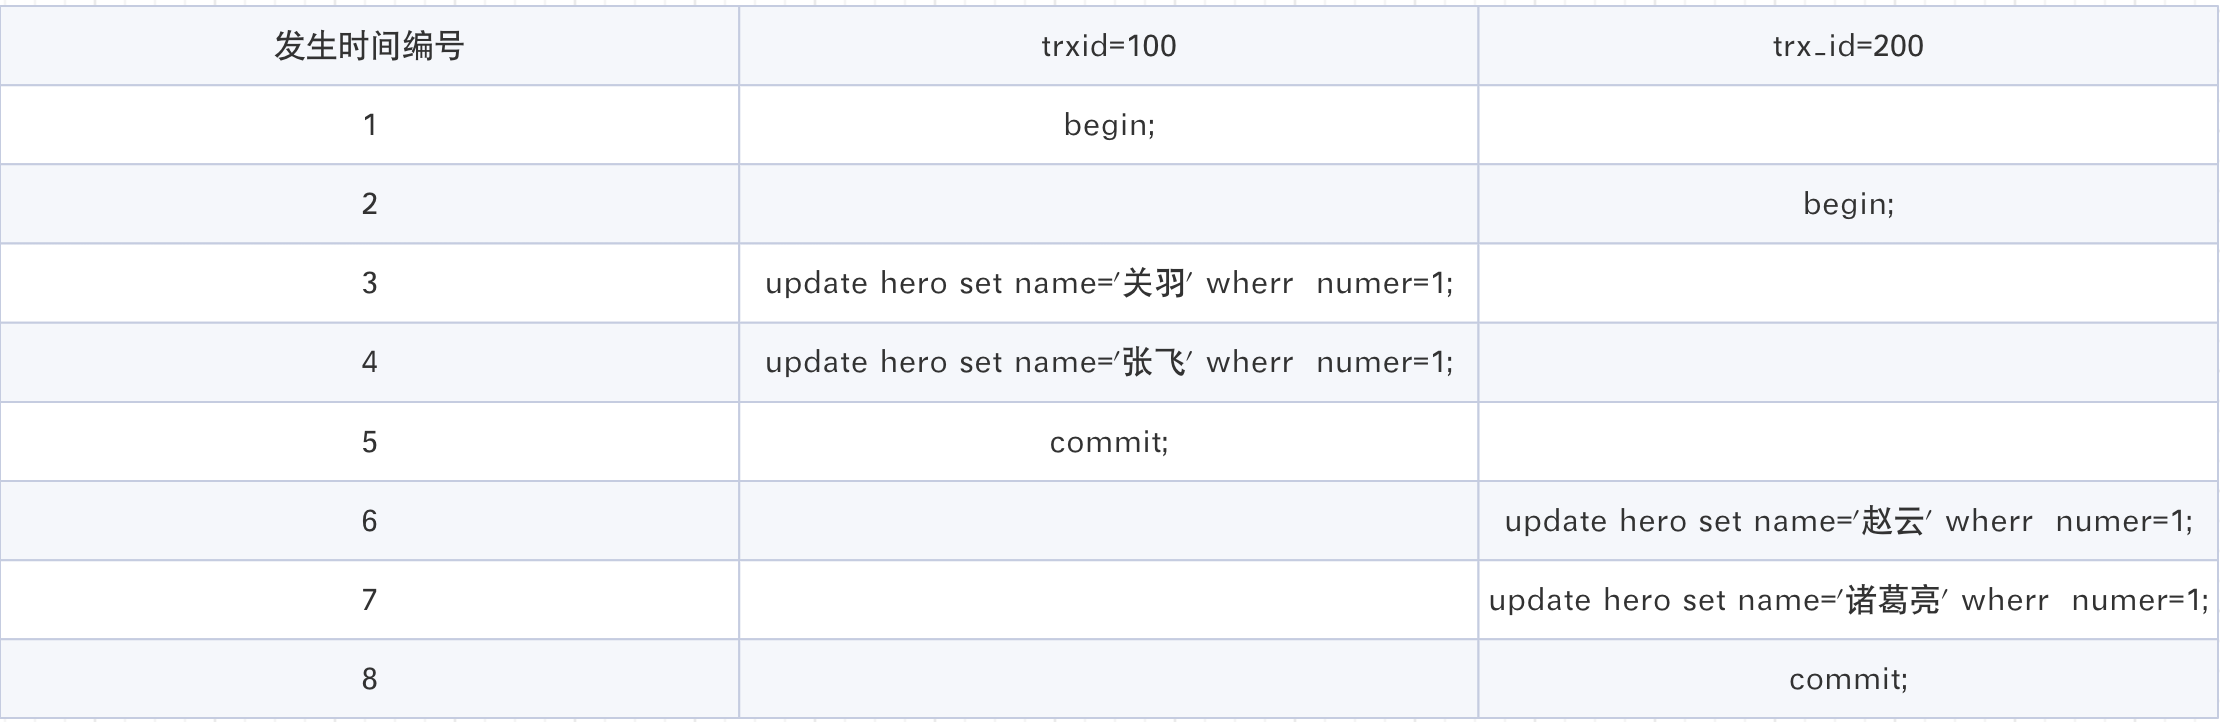 发生时间编号 trxid=100 trx_id=200
1 begin;
2 begin;
3 update hero set name='关羽' wherr numer=1;
4 update hero set name='张飞' wherr numer=1;
5 commit;
6 update hero set name='赵云' wherr numer=1;
7 update hero set name='诸葛亮' wherr numer=1;
8 commit;